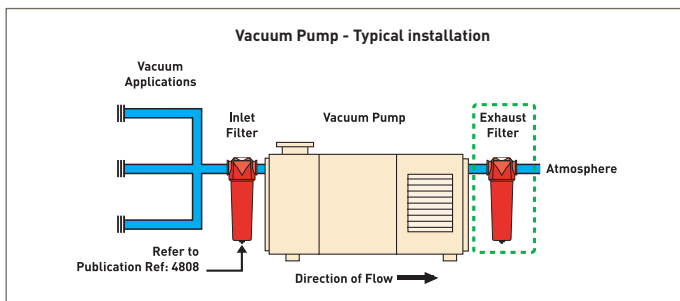 Vacuum Pump - Typical installation
Vacuum
Applications
Inlet
Filter
Vacuum Pump
Exhaust
Filter
Atmosphere
Refer to
Publication Ref: 4808
Direction of Flow